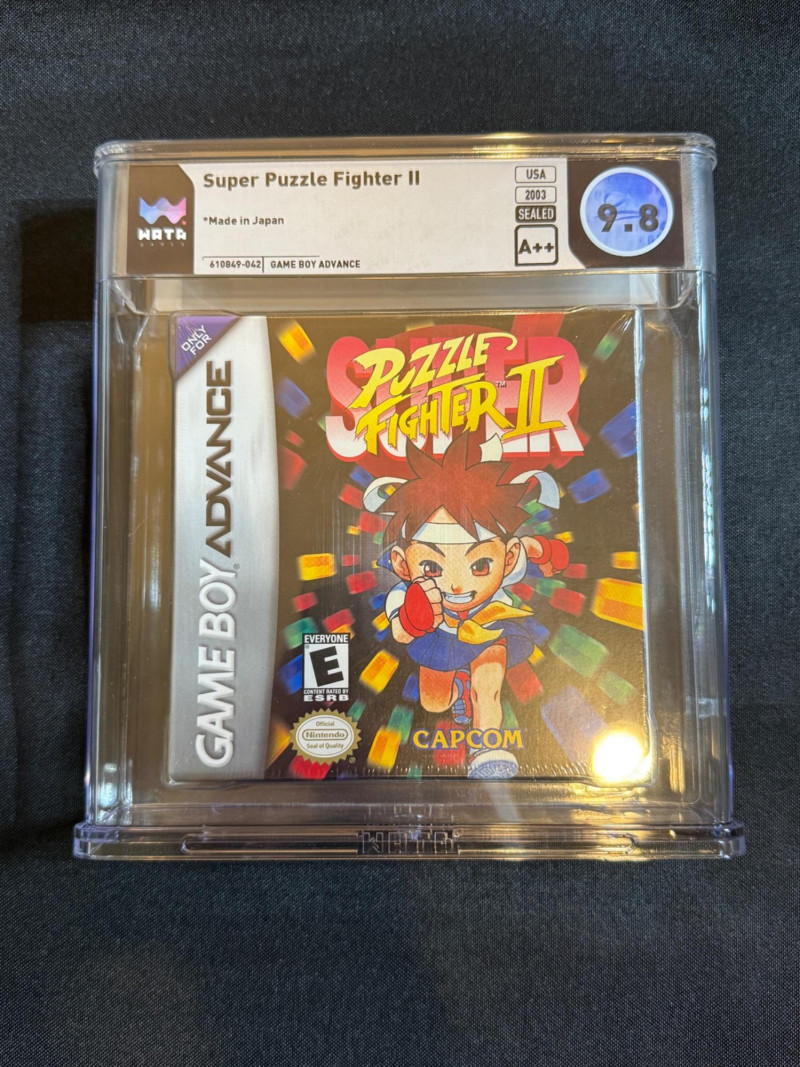 WATA
GAMES
Super Puzzle Fighter II
*Made in Japan
610849-042 GAME BOY ADVANCE
USA
2003
SEALED
A++
9.8
ONLY
FOR
GAME BOY ADVANCE
SUPER
PUZZLE
FIGHTER II
TM
EVERYONE
E
CONTENT RATED BY
ESRB
Official
Nintendo
Seal of Quality
CAPCOM
WATA